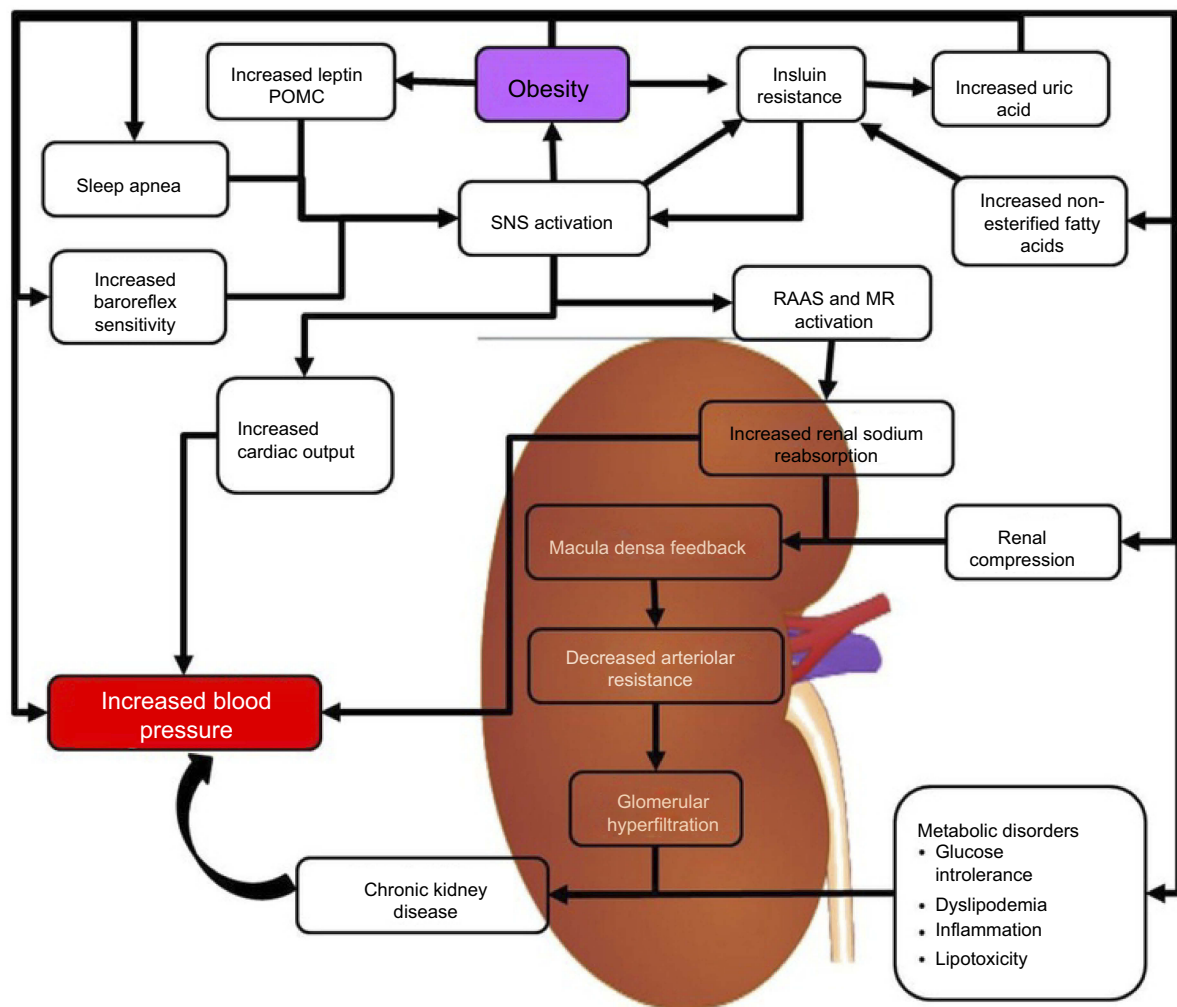 Increased leptin
POMC
Obesity
Insluin
resistance
Increased uric
acid
Sleep apnea
SNS activation
Increased non-
esterified fatty
acids
Increased
baroreflex
sensitivity
RAAS and MR
activation
Increased
cardiac output
Increased renal sodium
reabsorption
Macula densa feedback
Renal
compression
Decreased arteriolar
resistance
Increased blood
pressure
Glomerular
hyperfiltration
Metabolic disorders
• Glucose
intolerance
• Dyslipodemia
• Inflammation
• Lipotoxicity
Chronic kidney
disease